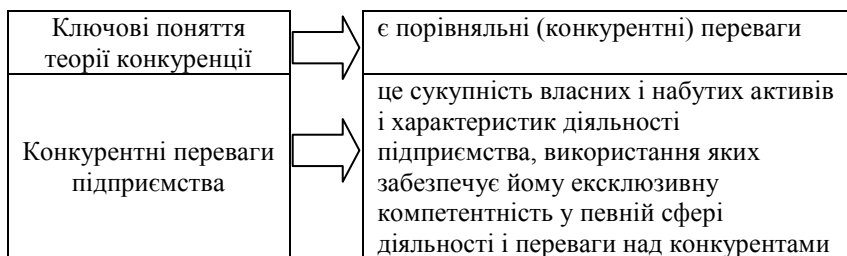 Ключові поняття
теорії конкуренції
є порівняльні (конкурентні) переваги
Конкурентні переваги
підприємства
це сукупність власних і набутих активів
і характеристик діяльності
підприємства, використання яких
забезпечує йому ексклюзивну
компетентність у певній сфері
діяльності і переваги над конкурентами